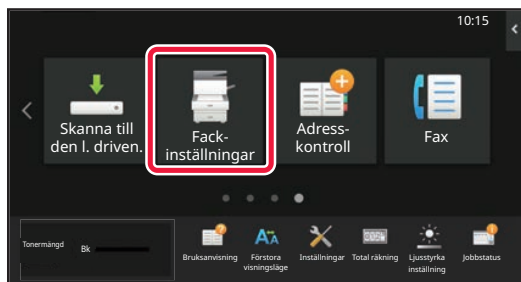 10:15
Skanna till
den l. driven.
Fack-
inställningar
Adress-
kontroll
Fax
Tonermängd
Bk
Bruksanvisning
Förstora
visningsläge
Inställningar
Total räkning
Ljusstyrka
inställning
Jobbstatus